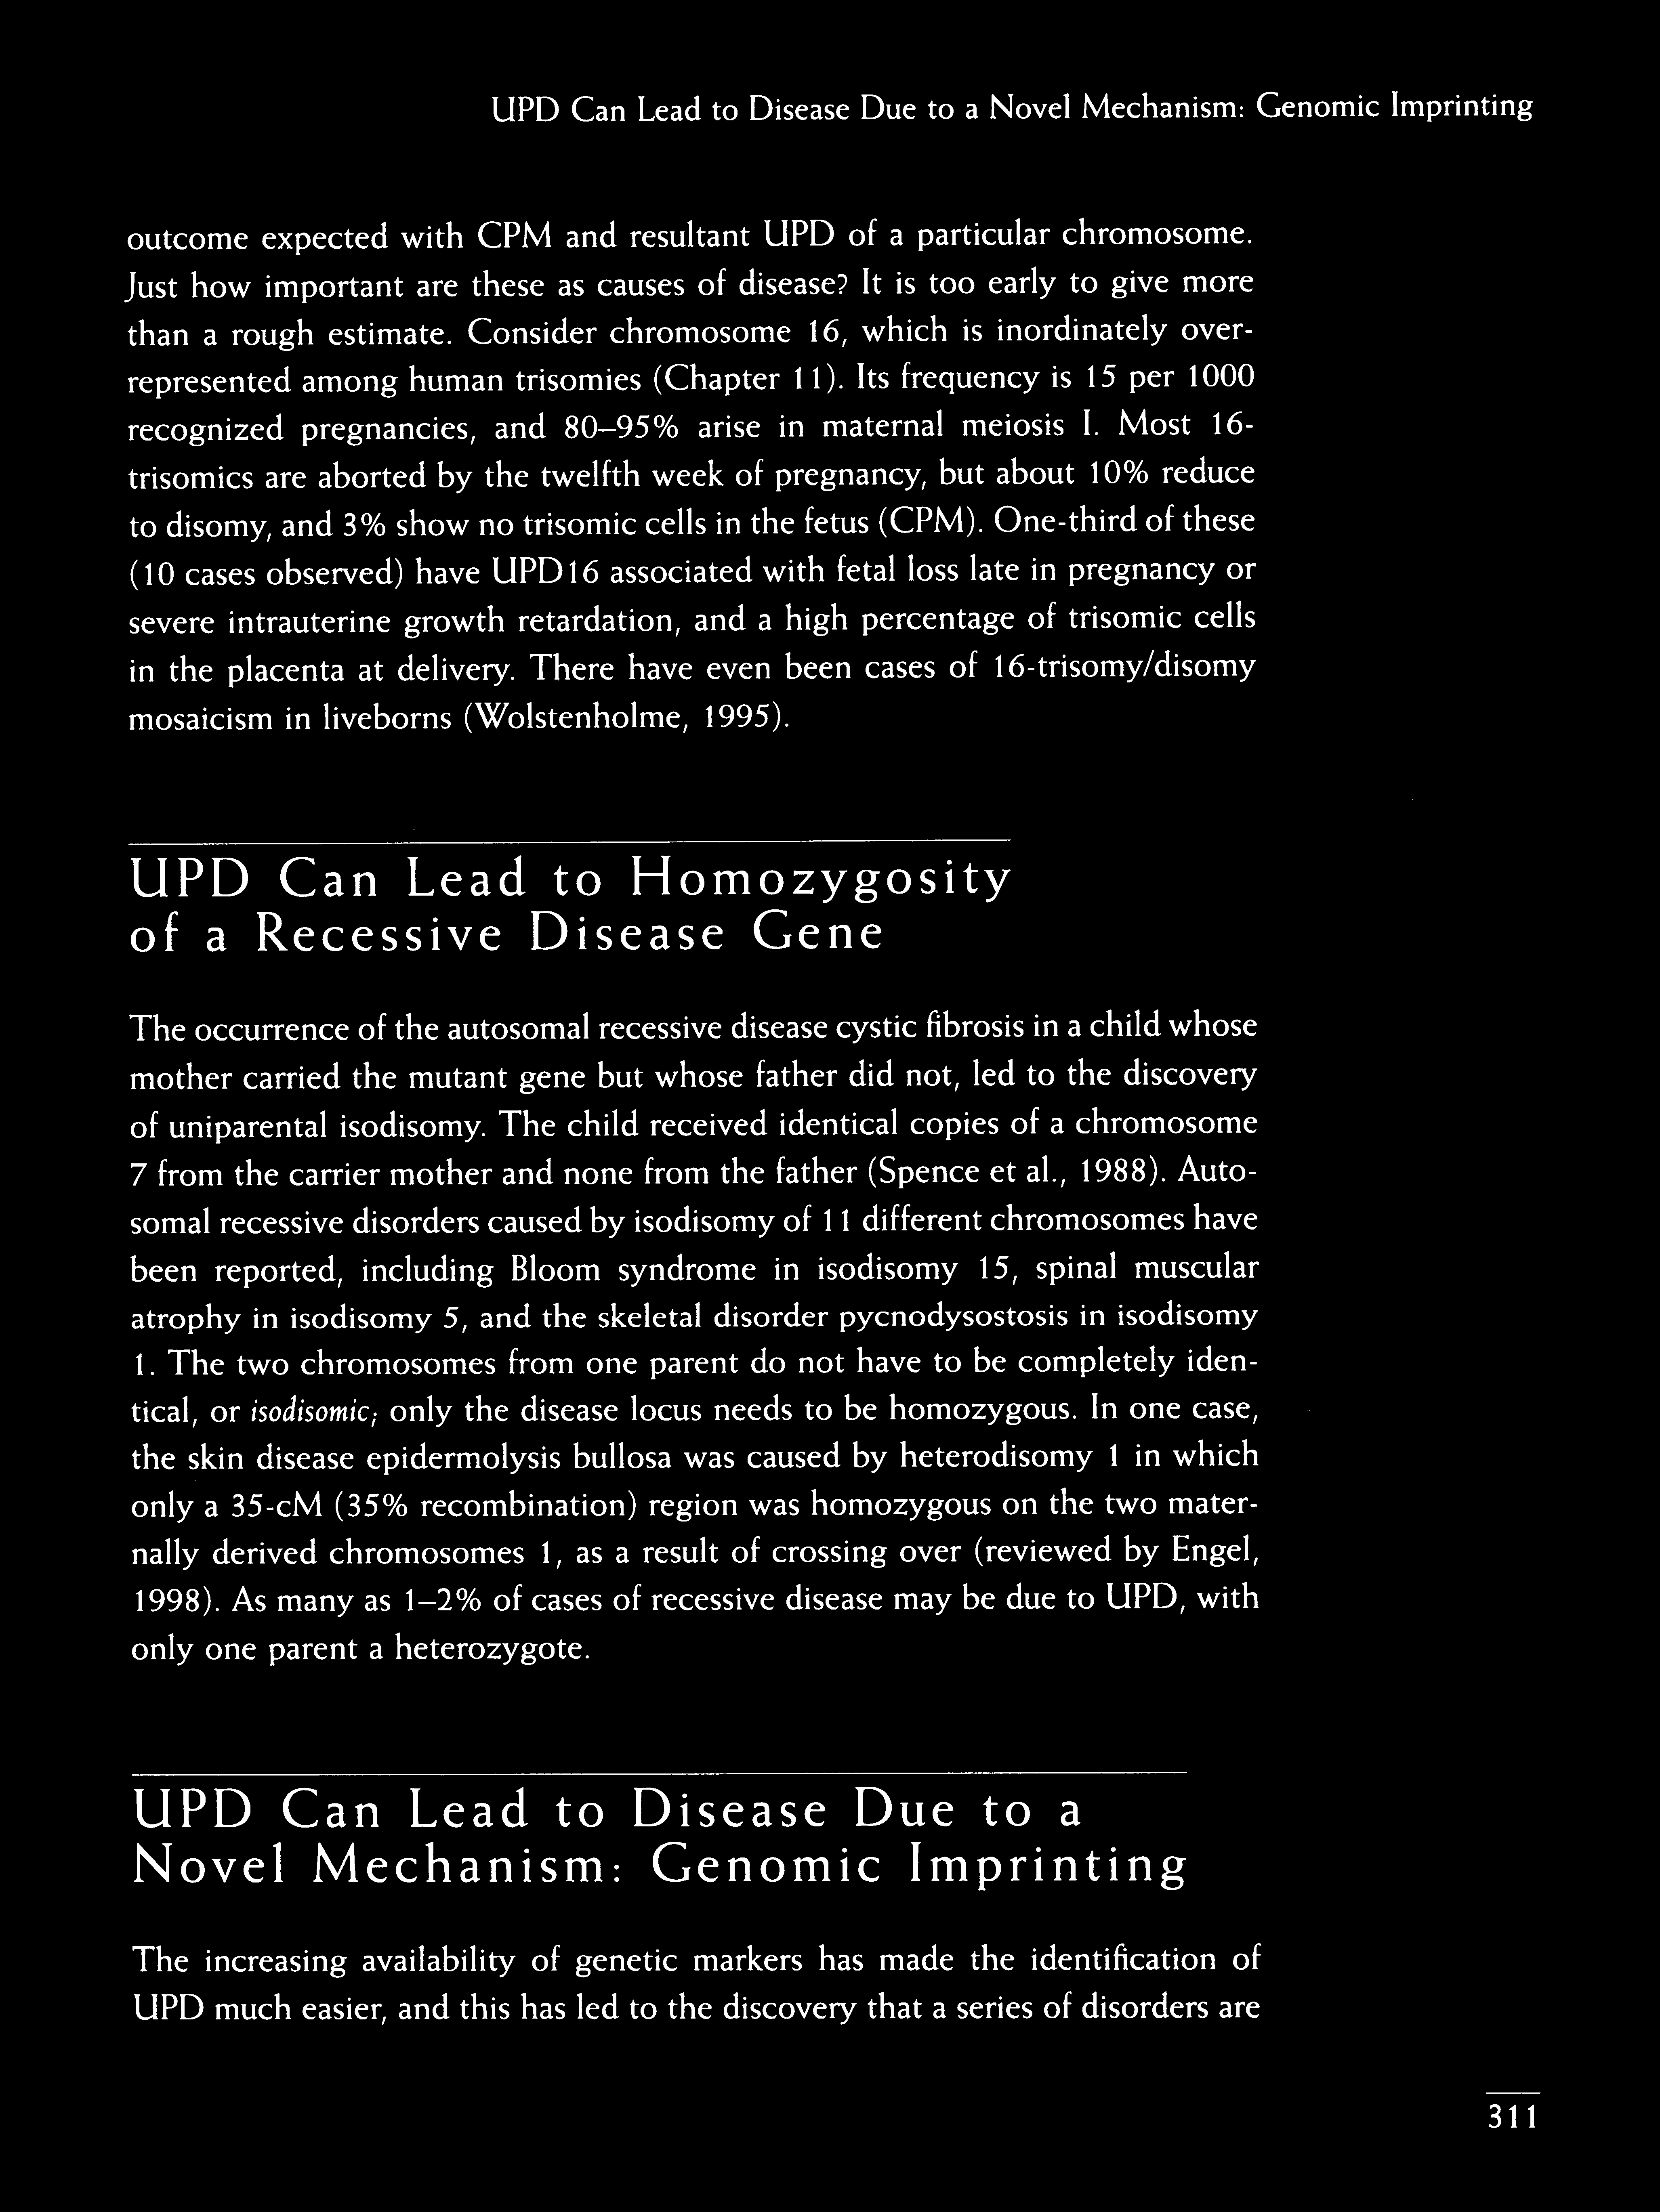 UPD Can Lead to Disease Due to a Novel Mechanism: Genomic Imprinting
outcome expected with CPM and resultant UPD of a particular chromosome.
Just how important are these as causes of disease? It is too early to give more
than a rough estimate. Consider chromosome 16, which is inordinately over-
represented among human trisomies (Chapter 11). Its frequency is 15 per 1000
recognized pregnancies, and 80–95% arise in maternal meiosis I. Most 16-
trisomics are aborted by the twelfth week of pregnancy, but about 10% reduce
to disomy, and 3% show no trisomic cells in the fetus (CPM). One-third of these
(10 cases observed) have UPD16 associated with fetal loss late in pregnancy or
severe intrauterine growth retardation, and a high percentage of trisomic cells
in the placenta at delivery. There have even been cases of 16-trisomy/disomy
mosaicism in liveborns (Wolstenholme, 1995).
UPD Can Lead to Homozygosity
of a Recessive Disease Gene
The occurrence of the autosomal recessive disease cystic fibrosis in a child whose
mother carried the mutant gene but whose father did not, led to the discovery
of uniparental isodisomy. The child received identical copies of a chromosome
7 from the carrier mother and none from the father (Spence et al., 1988). Auto-
somal recessive disorders caused by isodisomy of 11 different chromosomes have
been reported, including Bloom syndrome in isodisomy 15, spinal muscular
atrophy in isodisomy 5, and the skeletal disorder pycnodysostosis in isodisomy
1. The two chromosomes from one parent do not have to be completely iden-
tical, or isodisomic; only the disease locus needs to be homozygous. In one case,
the skin disease epidermolysis bullosa was caused by heterodisomy 1 in which
only a 35-cM (35% recombination) region was homozygous on the two mater-
nally derived chromosomes 1, as a result of crossing over (reviewed by Engel,
1998). As many as 1–2% of cases of recessive disease may be due to UPD, with
only one parent a heterozygote.
UPD Can Lead to Disease Due to a
Novel Mechanism: Genomic Imprinting
The increasing availability of genetic markers has made the identification of
UPD much easier, and this has led to the discovery that a series of disorders are
311